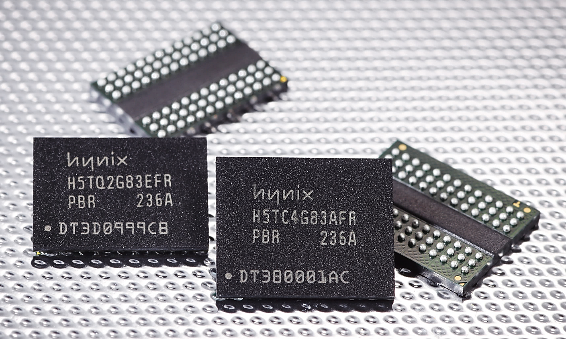 hynix
H5TQ2G83EFR
PBR 236A
DT3D0999CB
hynix
H5TC4G83AFR
PBR 236A
DT3B0001AC